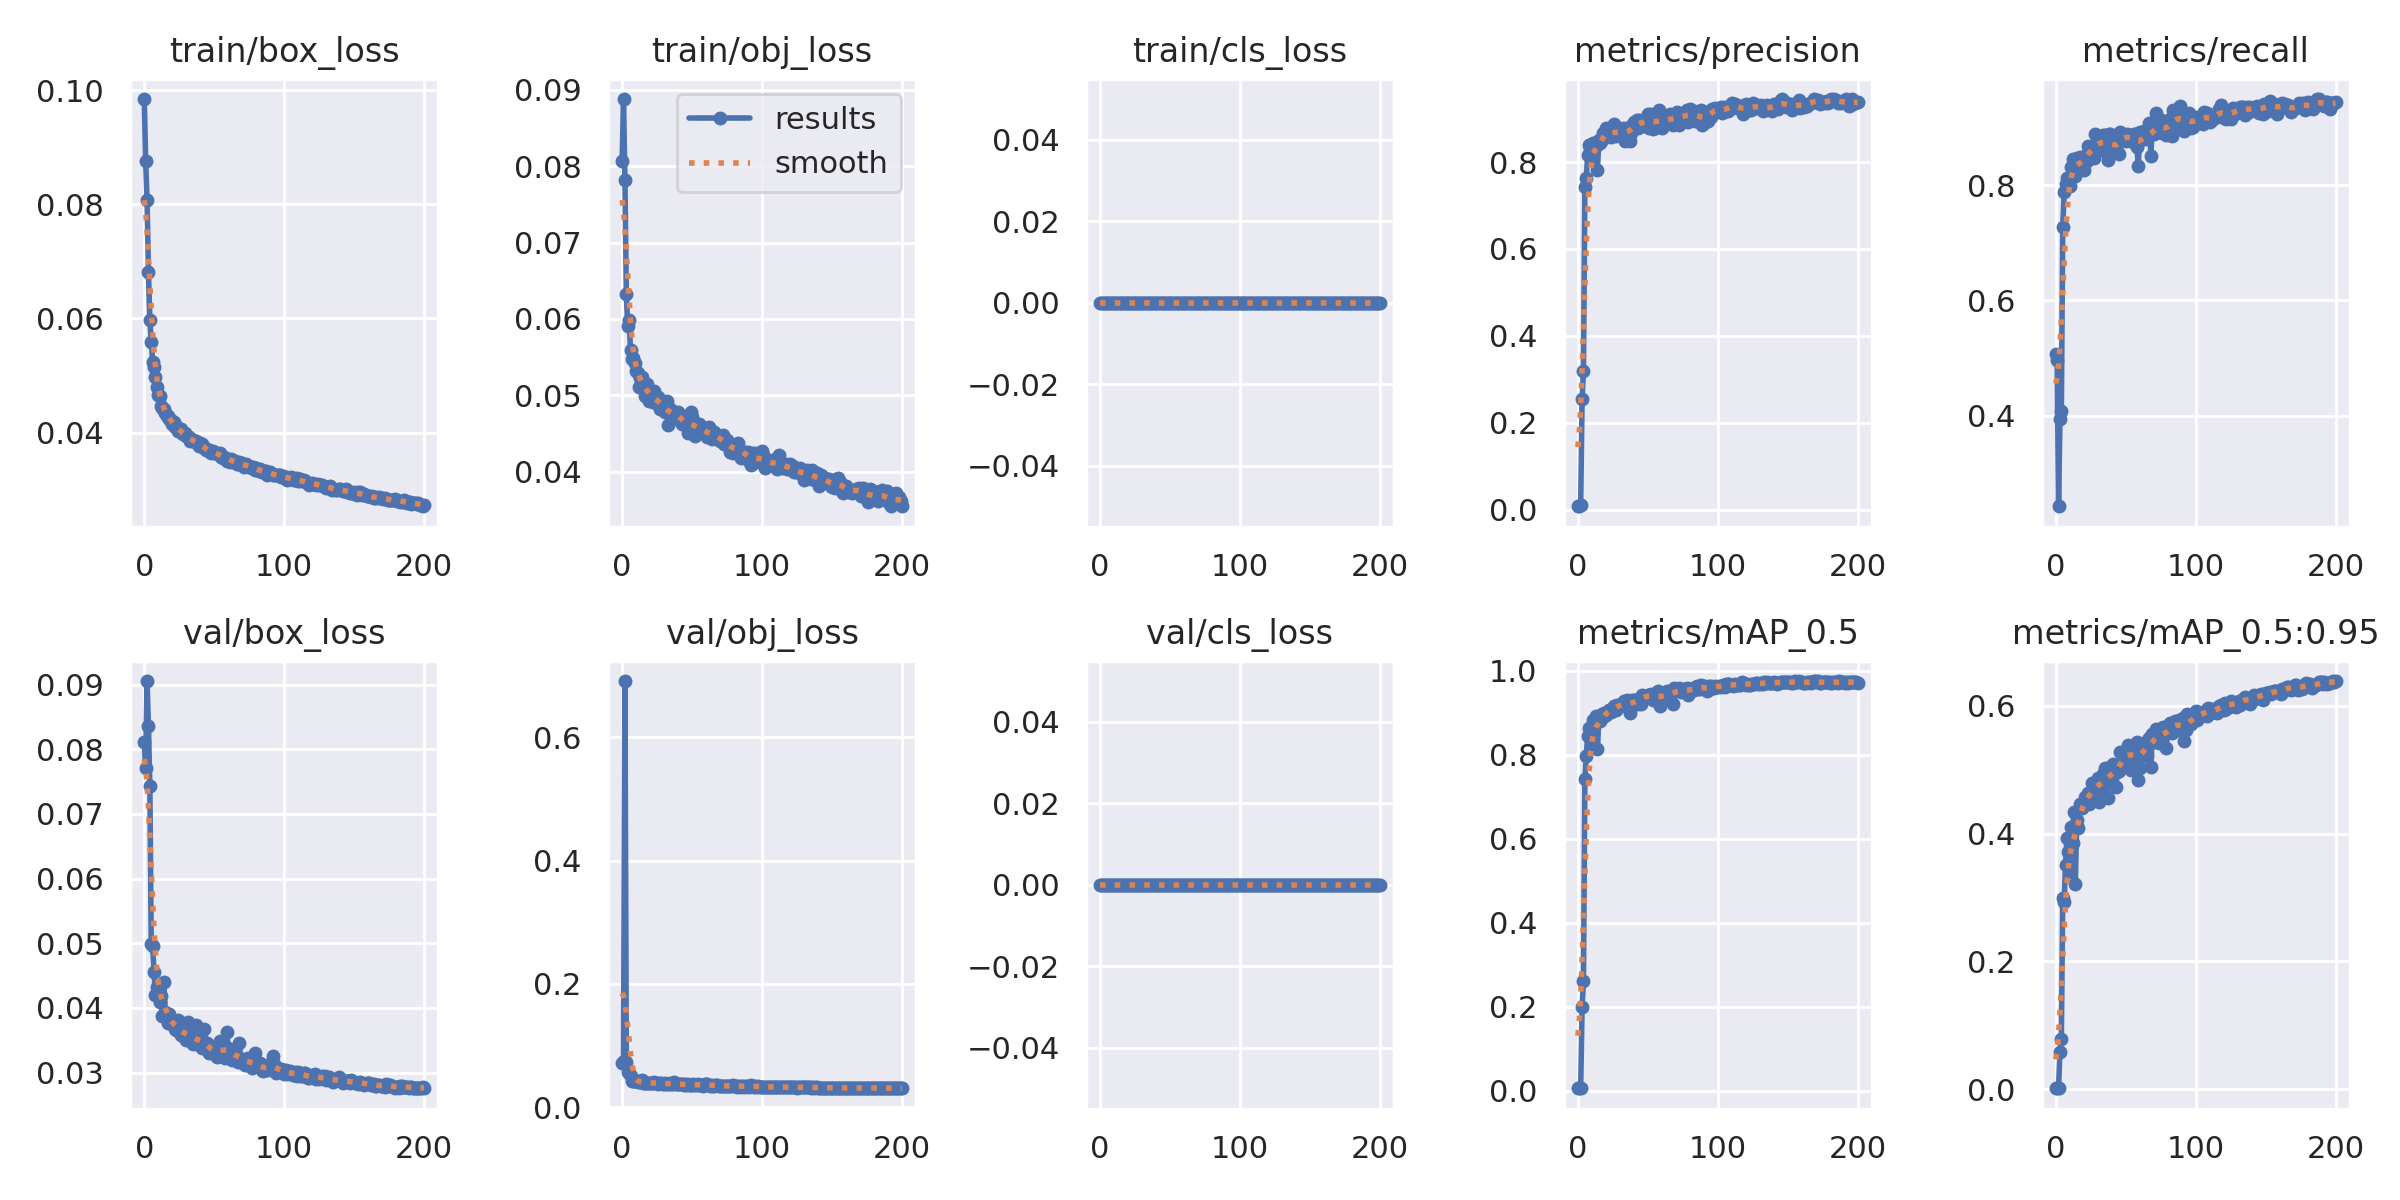 train/box_loss
0.10
0.08
0.06
0.04
0 100 200
train/obj_loss
results
smooth
0.09
0.08
0.07
0.06
0.05
0.04
0 100 200
train/cls_loss
0.04
0.02
0.00
−0.02
−0.04
0 100 200
metrics/precision
0.8
0.6
0.4
0.2
0.0
0 100 200
metrics/recall
0.8
0.6
0.4
0 100 200
val/box_loss
0.09
0.08
0.07
0.06
0.05
0.04
0.03
0 100 200
val/obj_loss
0.6
0.4
0.2
0.0
0 100 200
val/cls_loss
0.04
0.02
0.00
−0.02
−0.04
0 100 200
metrics/mAP_0.5
1.0
0.8
0.6
0.4
0.2
0.0
0 100 200
metrics/mAP_0.5:0.95
0.6
0.4
0.2
0.0
0 100 200